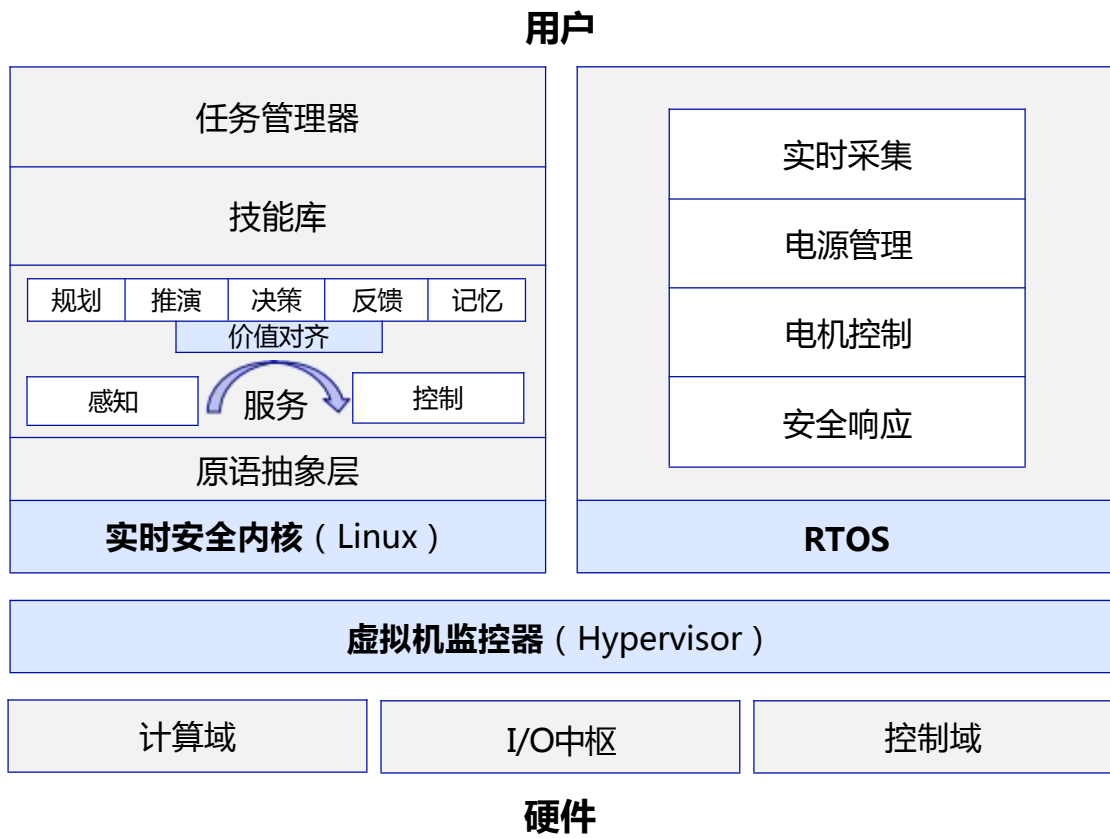 用户
任务管理器
技能库
规划 推演 决策 反馈 记忆
价值对齐
感知 服务 控制
原语抽象层
实时安全内核（Linux）
实时采集
电源管理
电机控制
安全响应
RTOS
虚拟机监控器（Hypervisor）
计算域 I/O中枢 控制域
硬件